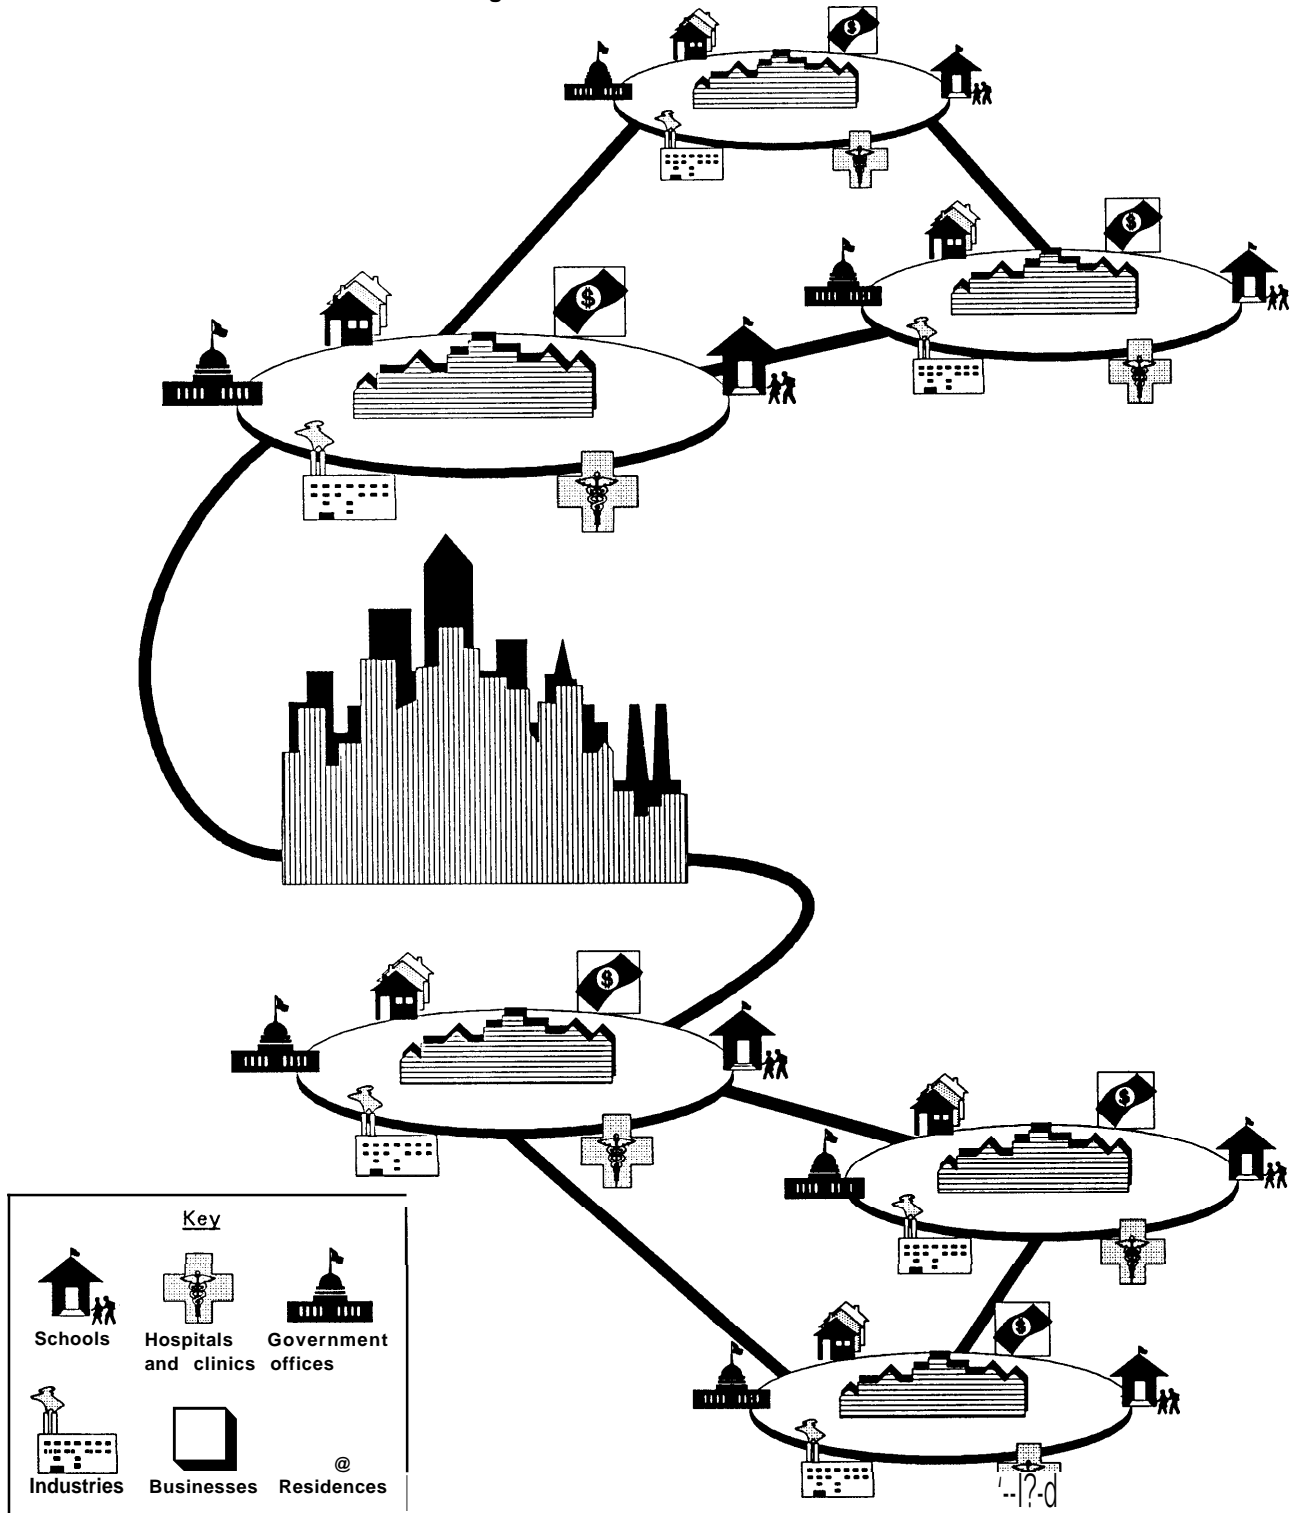 g
$
$
$
$
$
$
Key
Schools
Hospitals and clinics
Government offices
Industries
Businesses
@
Residences
'--I?-d